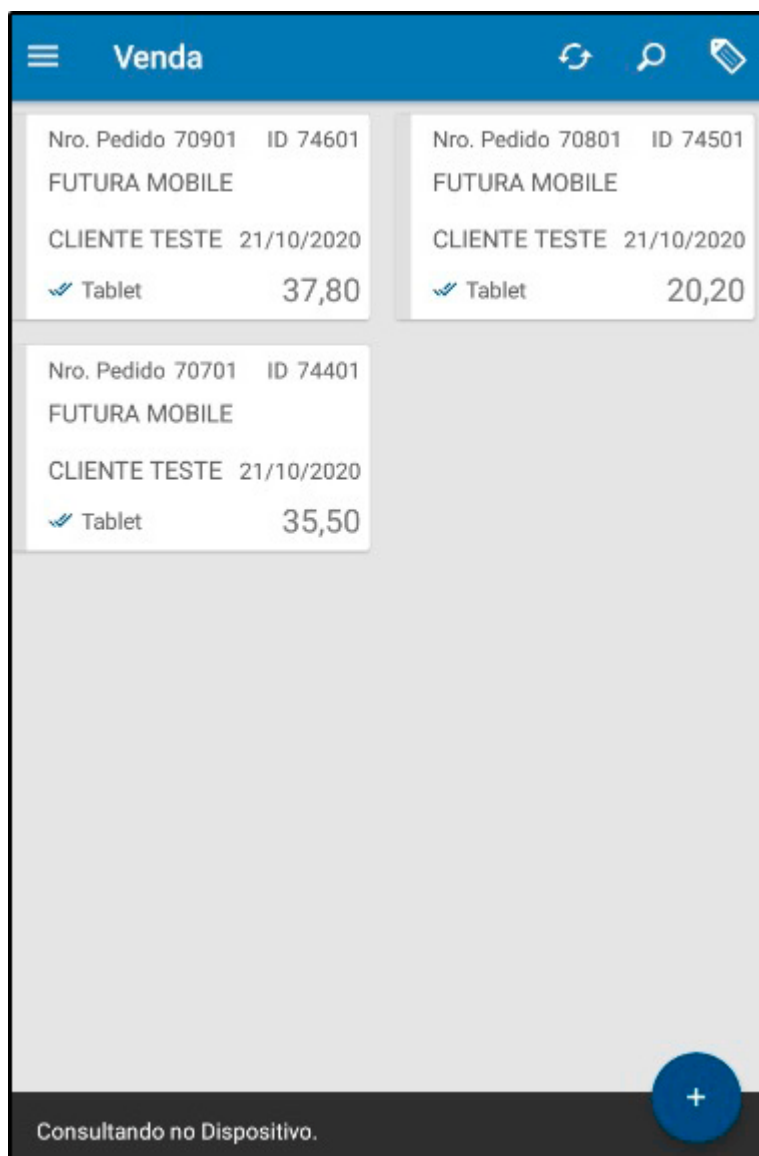 Venda
Nro. Pedido 70901 ID 74601
FUTURA MOBILE
CLIENTE TESTE 21/10/2020
Tablet 37,80
Nro. Pedido 70801 ID 74501
FUTURA MOBILE
CLIENTE TESTE 21/10/2020
Tablet 20,20
Nro. Pedido 70701 ID 74401
FUTURA MOBILE
CLIENTE TESTE 21/10/2020
Tablet 35,50
+
Consultando no Dispositivo.